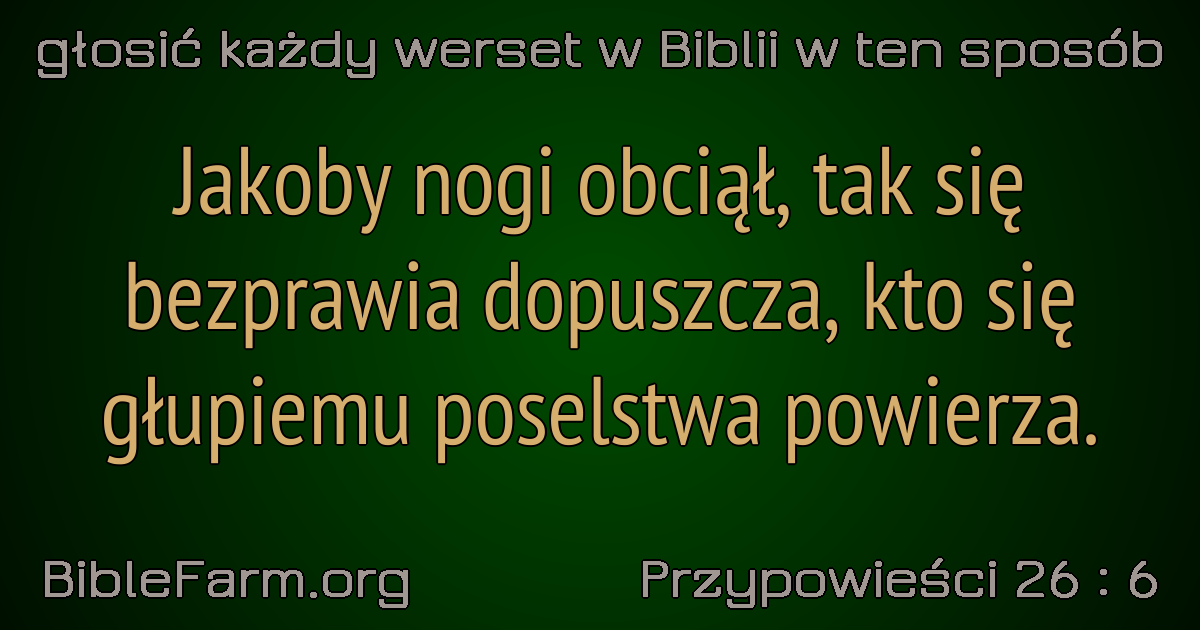 głosić każdy werset w Biblii w ten sposób
Jakoby nogi obciął, tak się
bezprawia dopuszcza, kto się
głupiemu poselstwa powierza.
BibleFarm.org
Przypowieści 26 : 6